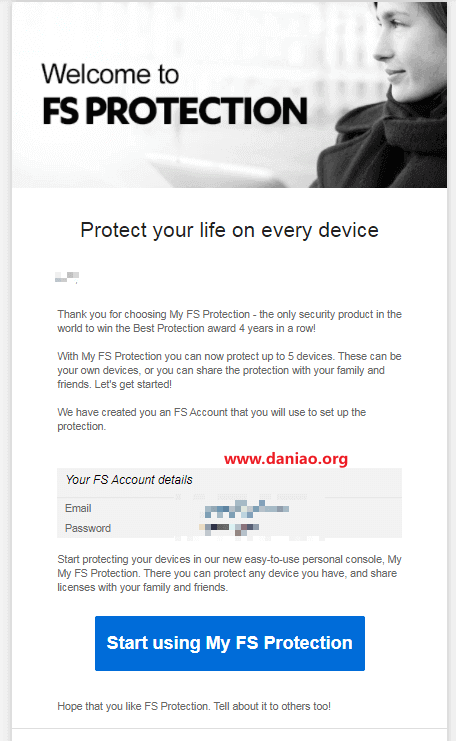 Welcome to
FS PROTECTION
Protect your life on every device
Thank you for choosing My FS Protection - the only security product in the
world to win the Best Protection award 4 years in a row!
With My FS Protection you can now protect up to 5 devices. These can be
your own devices, or you can share the protection with your family and
friends. Let's get started!
We have created you an FS Account that you will use to set up the
protection.
www.daniao.org
Your FS Account details
Email
Password
Start protecting your devices in our new easy-to-use personal console, My
My FS Protection. There you can protect any device you have, and share
licenses with your family and friends.
Start using My FS Protection
Hope that you like FS Protection. Tell about it to others too!